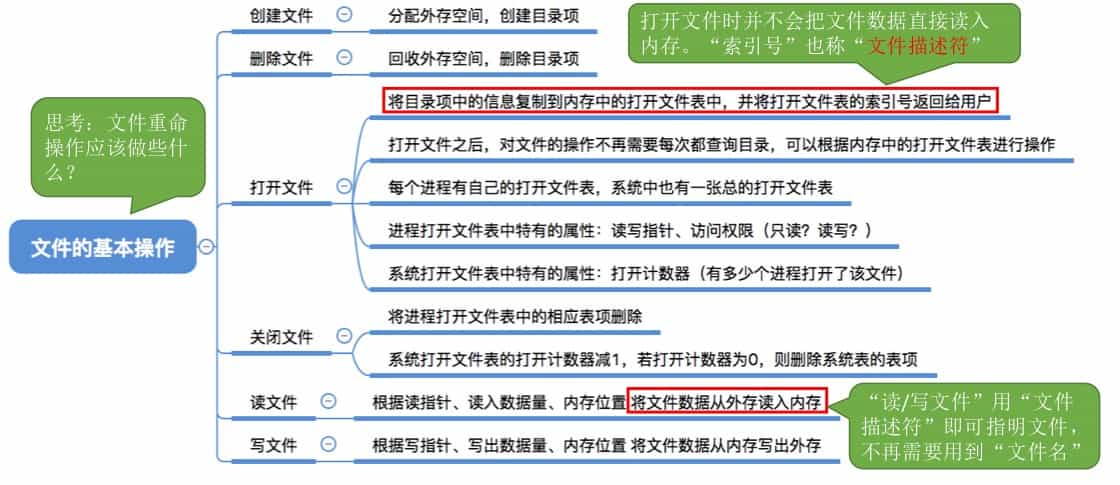 创建文件
分配外存空间，创建目录项
打开文件时并不会把文件数据直接读入
内存。“索引号”也称“文件描述符”
删除文件
回收外存空间，删除目录项
思考：文件重命
操作应该做些什
么？
文件的基本操作
打开文件
将目录项中的信息复制到内存中的打开文件表中，并将打开文件表的索引号返回给用户
打开文件之后，对文件的操作不再需要每次都查询目录，可以根据内存中的打开文件表进行操作
每个进程有自己的打开文件表，系统中也有一张总的打开文件表
进程打开文件表中特有的属性：读写指针、访问权限（只读？读写？）
系统打开文件表中特有的属性：打开计数器（有多少个进程打开了该文件）
关闭文件
将进程打开文件表中的相应表项删除
系统打开文件表的打开计数器减1，若打开计数器为0，则删除系统表的表项
读文件
根据读指针、读入数据量、内存位置 将文件数据从外存读入内存
“读/写文件”用“文件
描述符”即可指明文件，
不再需要用到“文件名”
写文件
根据写指针、写出数据量、内存位置 将文件数据从内存写出外存